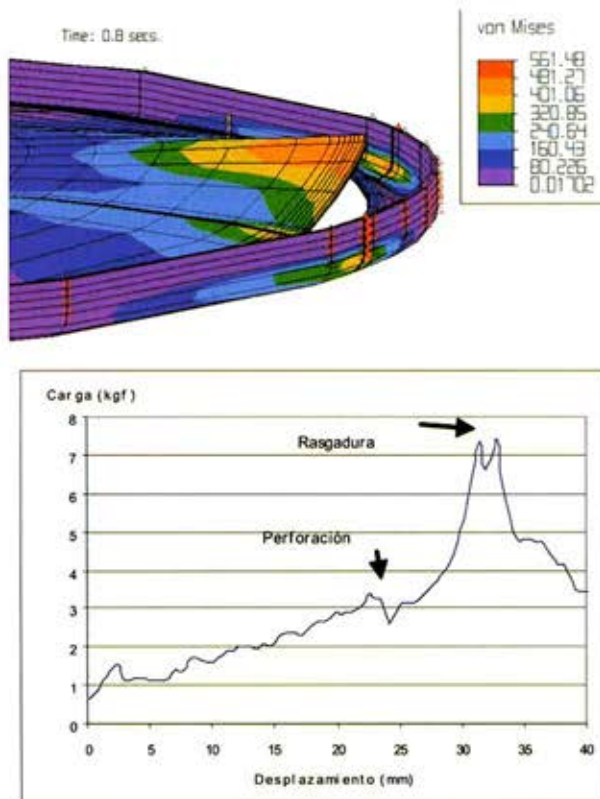 Time: 0.8 secs.
von Mises
561.48
481.27
401.06
320.85
240.64
160.43
80.226
0.01702
Carga (kgf)
8
7
6
5
4
3
2
1
0
Rasgadura
Perforación
0 5 10 15 20 25 30 35 40
Desplazamiento (mm)